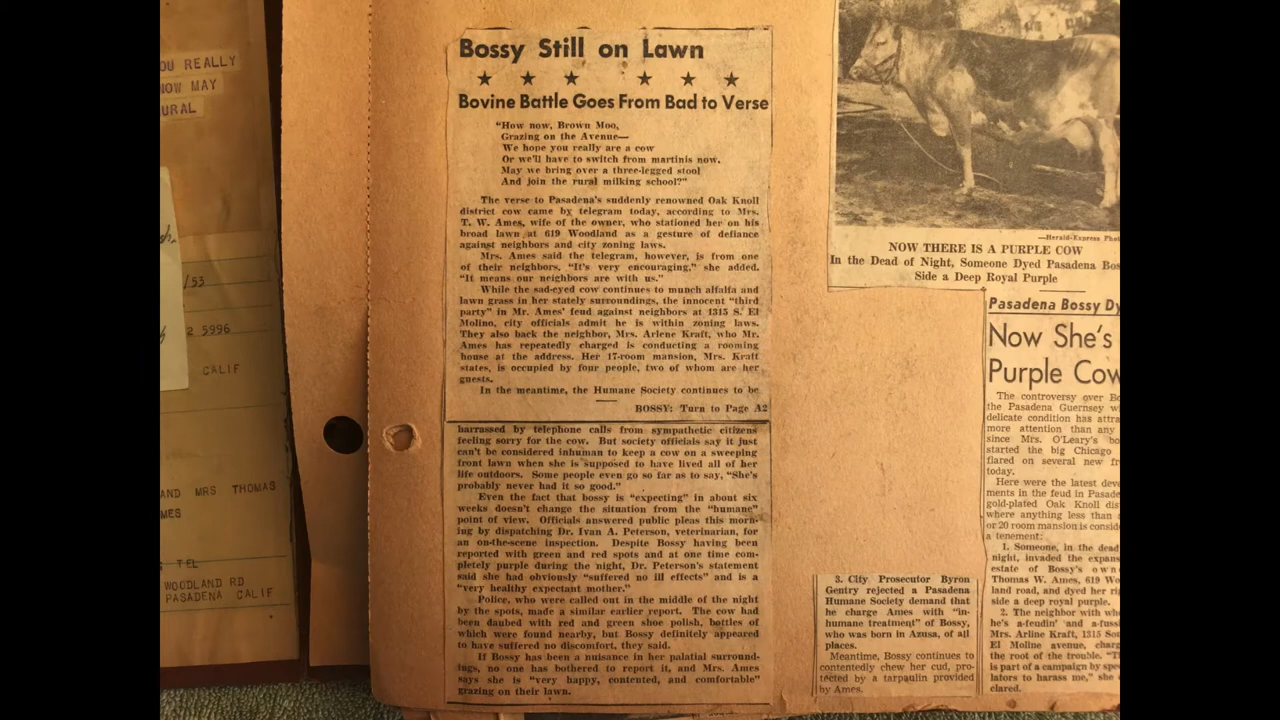 OU REALLY
NOW MAY
URAL
/53
2 5996
CALIF
AND MRS THOMAS
MES
TEL
WOODLAND RD
PASADENA CALIF
Bossy Still on Lawn
★ ★ ★ ★ ★ ★
Bovine Battle Goes From Bad to Verse
"How now, Brown Moo,
Grazing on the Avenue—
We hope you really are a cow
Or we'll have to switch from martinis now.
May we bring over a three-legged stool
And join the rural milking school?"
The verse to Pasadena's suddenly renowned Oak Knoll
district cow came by telegram today, according to Mrs.
T. W. Ames, wife of the owner, who stationed her on his
broad lawn at 619 Woodland as a gesture of defiance
against neighbors and city zoning laws.
Mrs. Ames said the telegram, however, is from one
of their neighbors. "It's very encouraging," she added.
"It means our neighbors are with us."
While the sad-eyed cow continues to munch alfalfa and
lawn grass in her stately surroundings, the innocent "third
party" in Mr. Ames' feud against neighbors at 1315 S. El
Molino, city officials admit he is within zoning laws.
They also back the neighbor, Mrs. Arlene Kraft, who Mr.
Ames has repeatedly charged is conducting a rooming
house at the address. Her 17-room mansion, Mrs. Kraft
states, is occupied by four people, two of whom are her
guests.
In the meantime, the Humane Society continues to be
BOSSY: Turn to Page A2
harrassed by telephone calls from sympathetic citizens
feeling sorry for the cow. But society officials say it just
can't be considered inhuman to keep a cow on a sweeping
front lawn when she is supposed to have lived all of her
life outdoors. Some people even go so far as to say, "She's
probably never had it so good."
Even the fact that bossy is "expecting" in about six
weeks doesn't change the situation from the "humane"
point of view. Officials answered public pleas this morn-
ing by dispatching Dr. Ivan A. Peterson, veterinarian, for
an on-the-scene inspection. Despite Bossy having been
reported with green and red spots and at one time com-
pletely purple during the night, Dr. Peterson's statement
said she had obviously "suffered no ill effects" and is a
"very healthy expectant mother."
Police, who were called out in the middle of the night
by the spots, made a similar earlier report. The cow had
been daubed with red and green shoe polish, bottles of
which were found nearby, but Bossy definitely appeared
to have suffered no discomfort, they said.
If Bossy has been a nuisance in her palatial surround-
ings, no one has bothered to report it, and Mrs. Ames
says she is "very happy, contented, and comfortable"
grazing on their lawn.
—Herald-Express Phot
NOW THERE IS A PURPLE COW
In the Dead of Night, Someone Dyed Pasadena Bos
Side a Deep Royal Purple
Pasadena Bossy Dy
Now She's
Purple Cow
The controversy over Bo
the Pasadena Guernsey w
delicate condition has attra
more attention than any
since Mrs. O'Leary's bo
started the big Chicago
flared on several new fr
today.
Here were the latest deve
ments in the feud in Pasade
gold-plated Oak Knoll dis
where anything less than
or 20 room mansion is conside
a tenement:
1. Someone, in the dead
night, invaded the expans
estate of Bossy's own
Thomas W. Ames, 619 Wo
land road, and dyed her ri
side a deep royal purple.
2. The neighbor with wh
he's a-feudin' and a-fuss
Mrs. Arline Kraft, 1315 Sou
El Molino avenue, charg
the root of the trouble. "T
is part of a campaign by spe
lators to harass me," she
clared.
3. City Prosecutor Byron
Gentry rejected a Pasadena
Humane Society demand that
he charge Ames with "in-
humane treatment" of Bossy,
who was born in Azusa, of all
places.
Meantime, Bossy continues to
contentedly chew her cud, pro-
tected by a tarpaulin provided
by Ames.